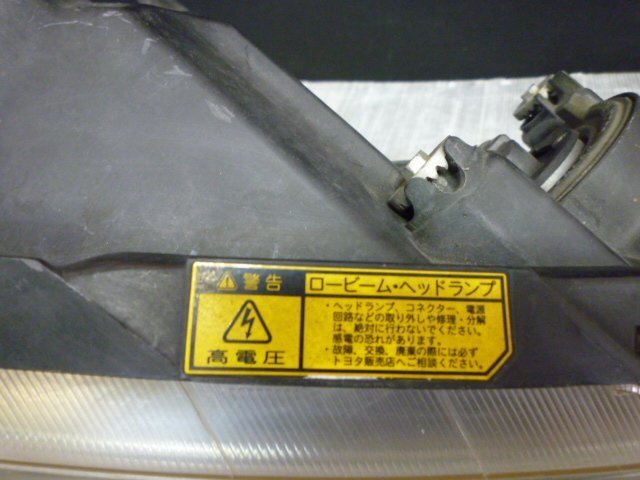 警告
高電圧
ロービーム・ヘッドランプ
・ヘッドランプ、コネクター、電源
回路などの取り外しや修理・分解
は、絶対に行わないでください。
感電の恐れがあります。
・故障、交換、廃棄の際には必ず
トヨタ販売店へご相談ください。